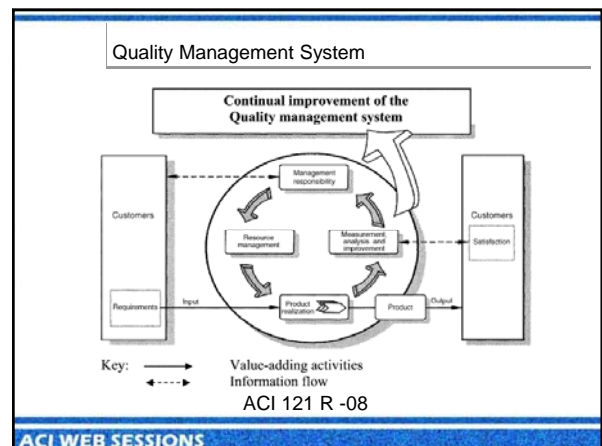 Quality Management System
Continual improvement of the
Quality management system
Customers
Requirements
Input
Management
responsibility
Resource
management
Measurement,
analysis and
improvement
Product
realization
Product
Output
Customers
Satisfaction
Key:
Value-adding activities
Information flow
ACI 121 R -08
ACI WEB SESSIONS